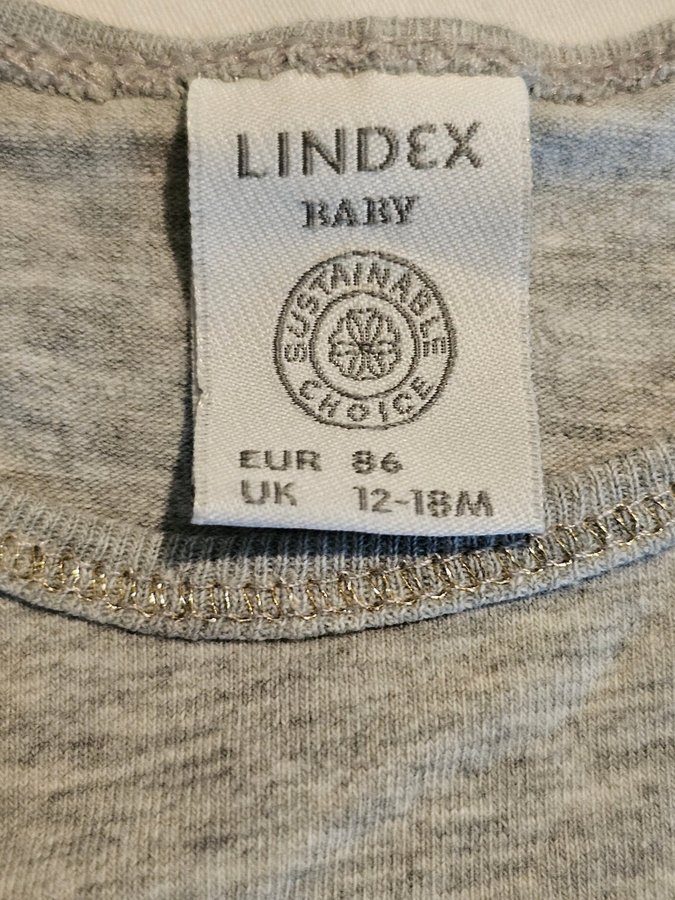 LINDEX
BABY
SUSTAINABLE
CHOICE
EUR 86
UK 12-18M